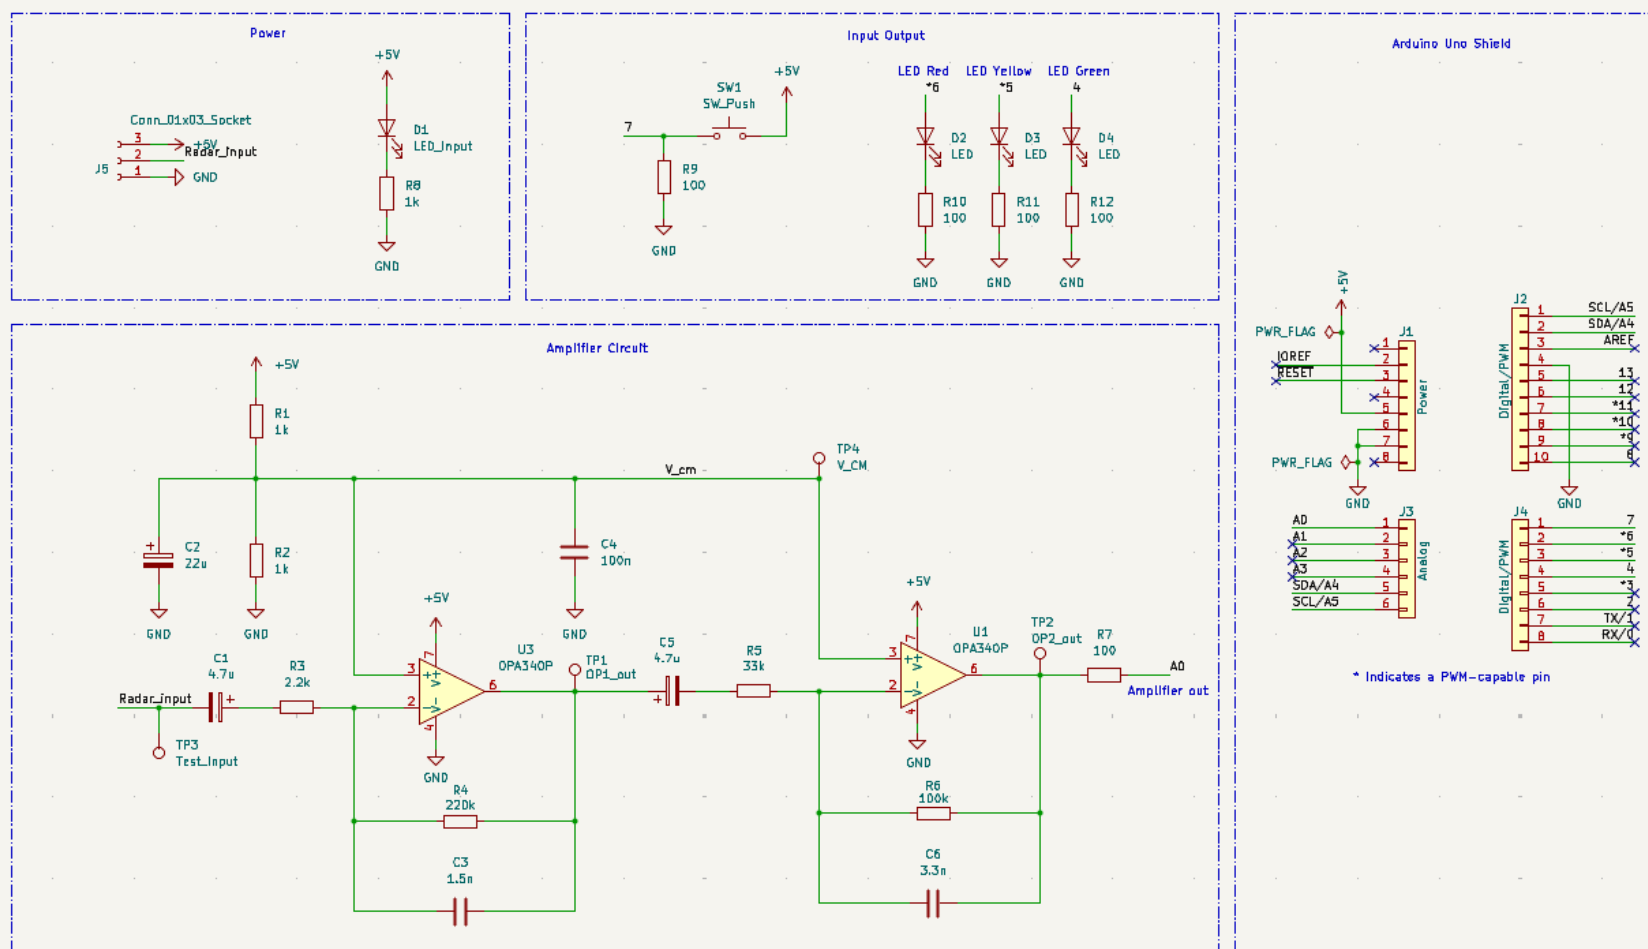 Power
+5V
Conn_01x03_Socket
3
+5V
2
Radar_input
J5
1
GND
D1
LED_Input
R8
1k
GND
Input Output
7
SW1
SW_Push
+5V
R9
100
GND
LED Red
LED Yellow
LED Green
*6
*5
4
D2
LED
D3
LED
D4
LED
R10
100
R11
100
R12
100
GND
GND
GND
Amplifier Circuit
+5V
R1
1k
V_cm
TP4
V_CM
+
C2
22u
R2
1k
C4
100n
GND
GND
GND
C1
4.7u
+
R3
2.2k
Radar_input
TP3
Test_Input
+5V
U3
OPA340P
3
2
7
4
6
+
V+
-
V-
GND
TP1
OP1_out
R4
220k
C3
1.5n
C5
4.7u
+
R5
33k
+5V
U1
OPA340P
3
2
7
4
6
+
V+
-
V-
GND
TP2
OP2_out
R7
100
A0
Amplifier out
R6
100k
C6
3.3n
Arduino Uno Shield
+5V
PWR_FLAG
J1
1
IOREF
2
RESET
3
4
5
6
7
8
Power
PWR_FLAG
GND
J2
1
SCL/A5
2
SDA/A4
3
AREF
4
5
13
6
12
7
*11
8
*10
9
*9
10
8
Digital/PWM
GND
J3
A0
1
A1
2
A2
3
A3
4
SDA/A4
5
SCL/A5
6
Analog
J4
1
7
2
*6
3
*5
4
4
5
*3
6
2
7
TX/1
8
RX/0
Digital/PWM
* Indicates a PWM-capable pin